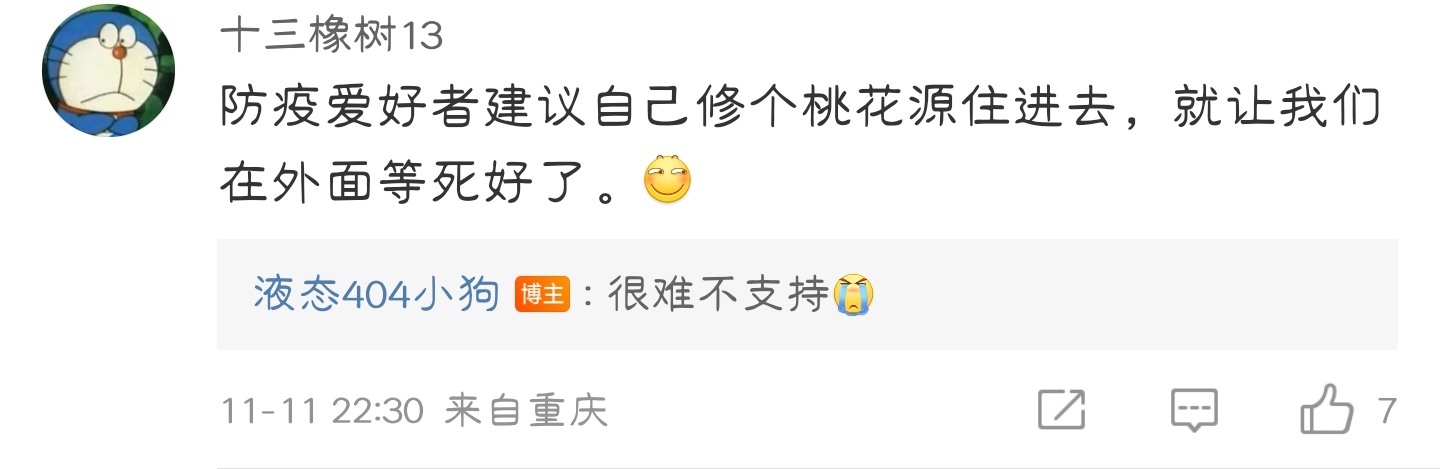 十三橡树13
防疫爱好者建议自己修个桃花源住进去，就让我们
在外面等死好了。
液态404小狗 博主：很难不支持
11-11 22:30 来自重庆 7